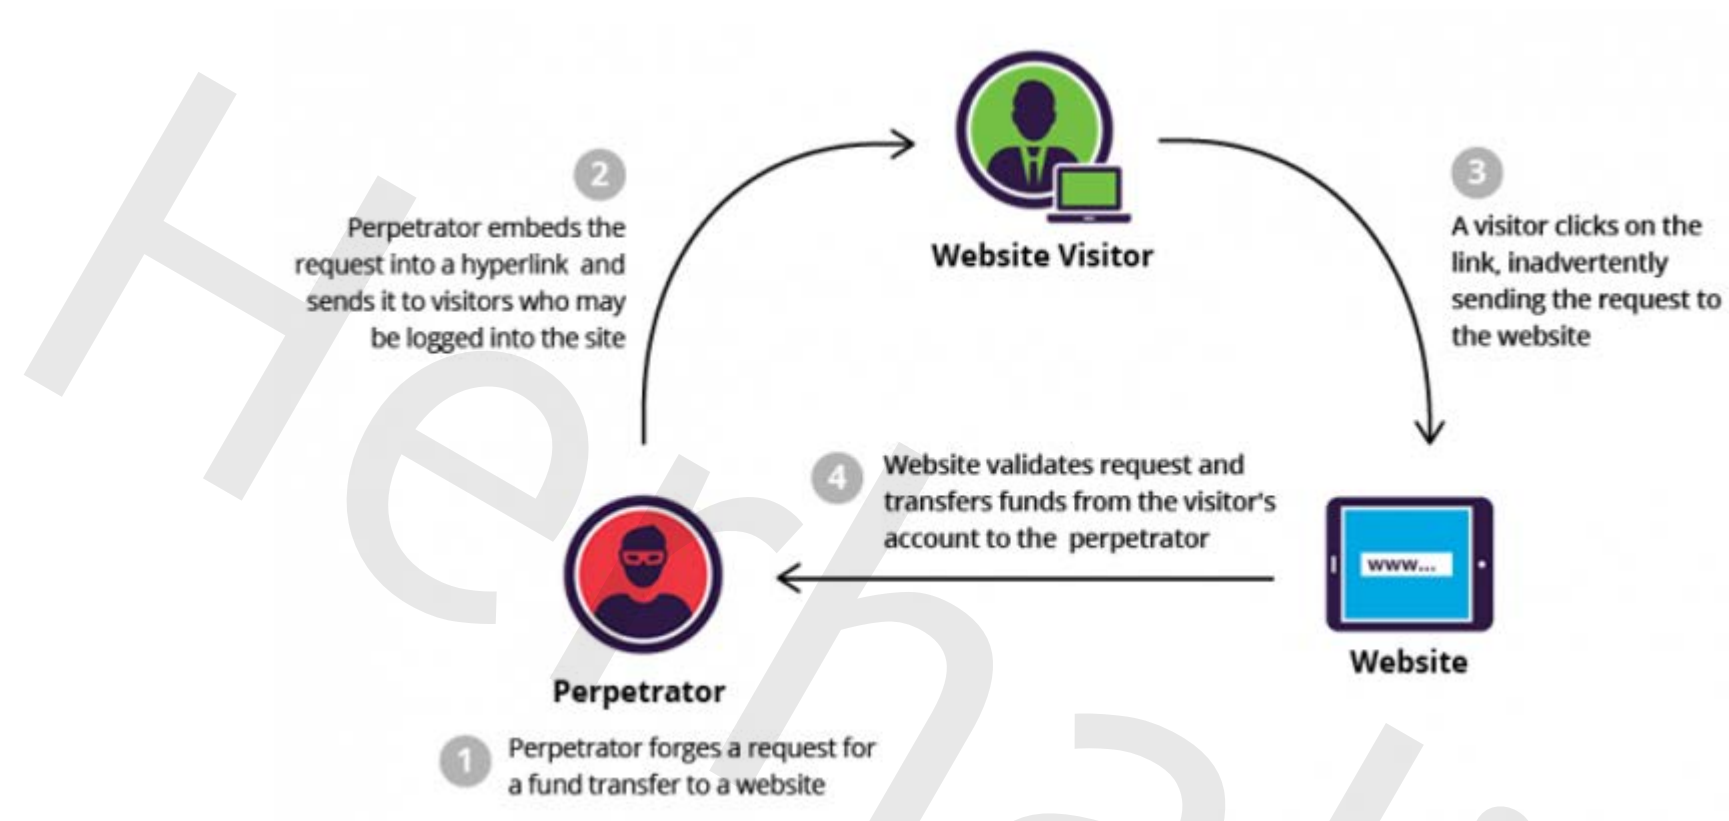 2
Perpetrator embeds the
request into a hyperlink and
sends it to visitors who may
be logged into the site
Website Visitor
3
A visitor clicks on the
link, inadvertently
sending the request to
the website
4
Website validates request and
transfers funds from the visitor's
account to the perpetrator
www...
Website
Perpetrator
1
Perpetrator forges a request for
a fund transfer to a website